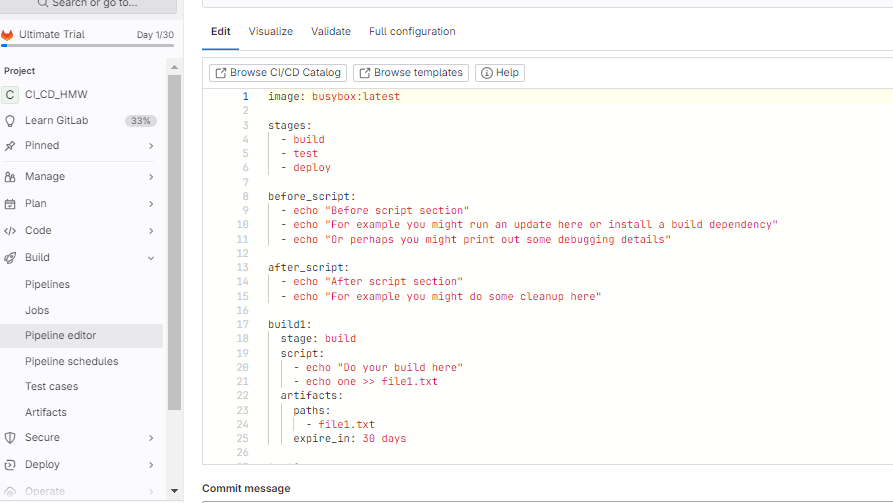 Search or go to...
Ultimate Trial Day 1/30
Project
C CI_CD_HMW
Learn GitLab 33%
Pinned
Manage
Plan
Code
Build
Pipelines
Jobs
Pipeline editor
Pipeline schedules
Test cases
Artifacts
Secure
Deploy
Operate
Edit Visualize Validate Full configuration
Browse CI/CD Catalog Browse templates Help
1 image: busybox:latest
2
3 stages:
4   - build
5   - test
6   - deploy
7
8 before_script:
9   - echo "Before script section"
10   - echo "For example you might run an update here or install a build dependency"
11   - echo "Or perhaps you might print out some debugging details"
12
13 after_script:
14   - echo "After script section"
15   - echo "For example you might do some cleanup here"
16
17 build1:
18   stage: build
19   script:
20     - echo "Do your build here"
21     - echo one >> file1.txt
22   artifacts:
23     paths:
24       - file1.txt
25     expire_in: 30 days
26
Commit message